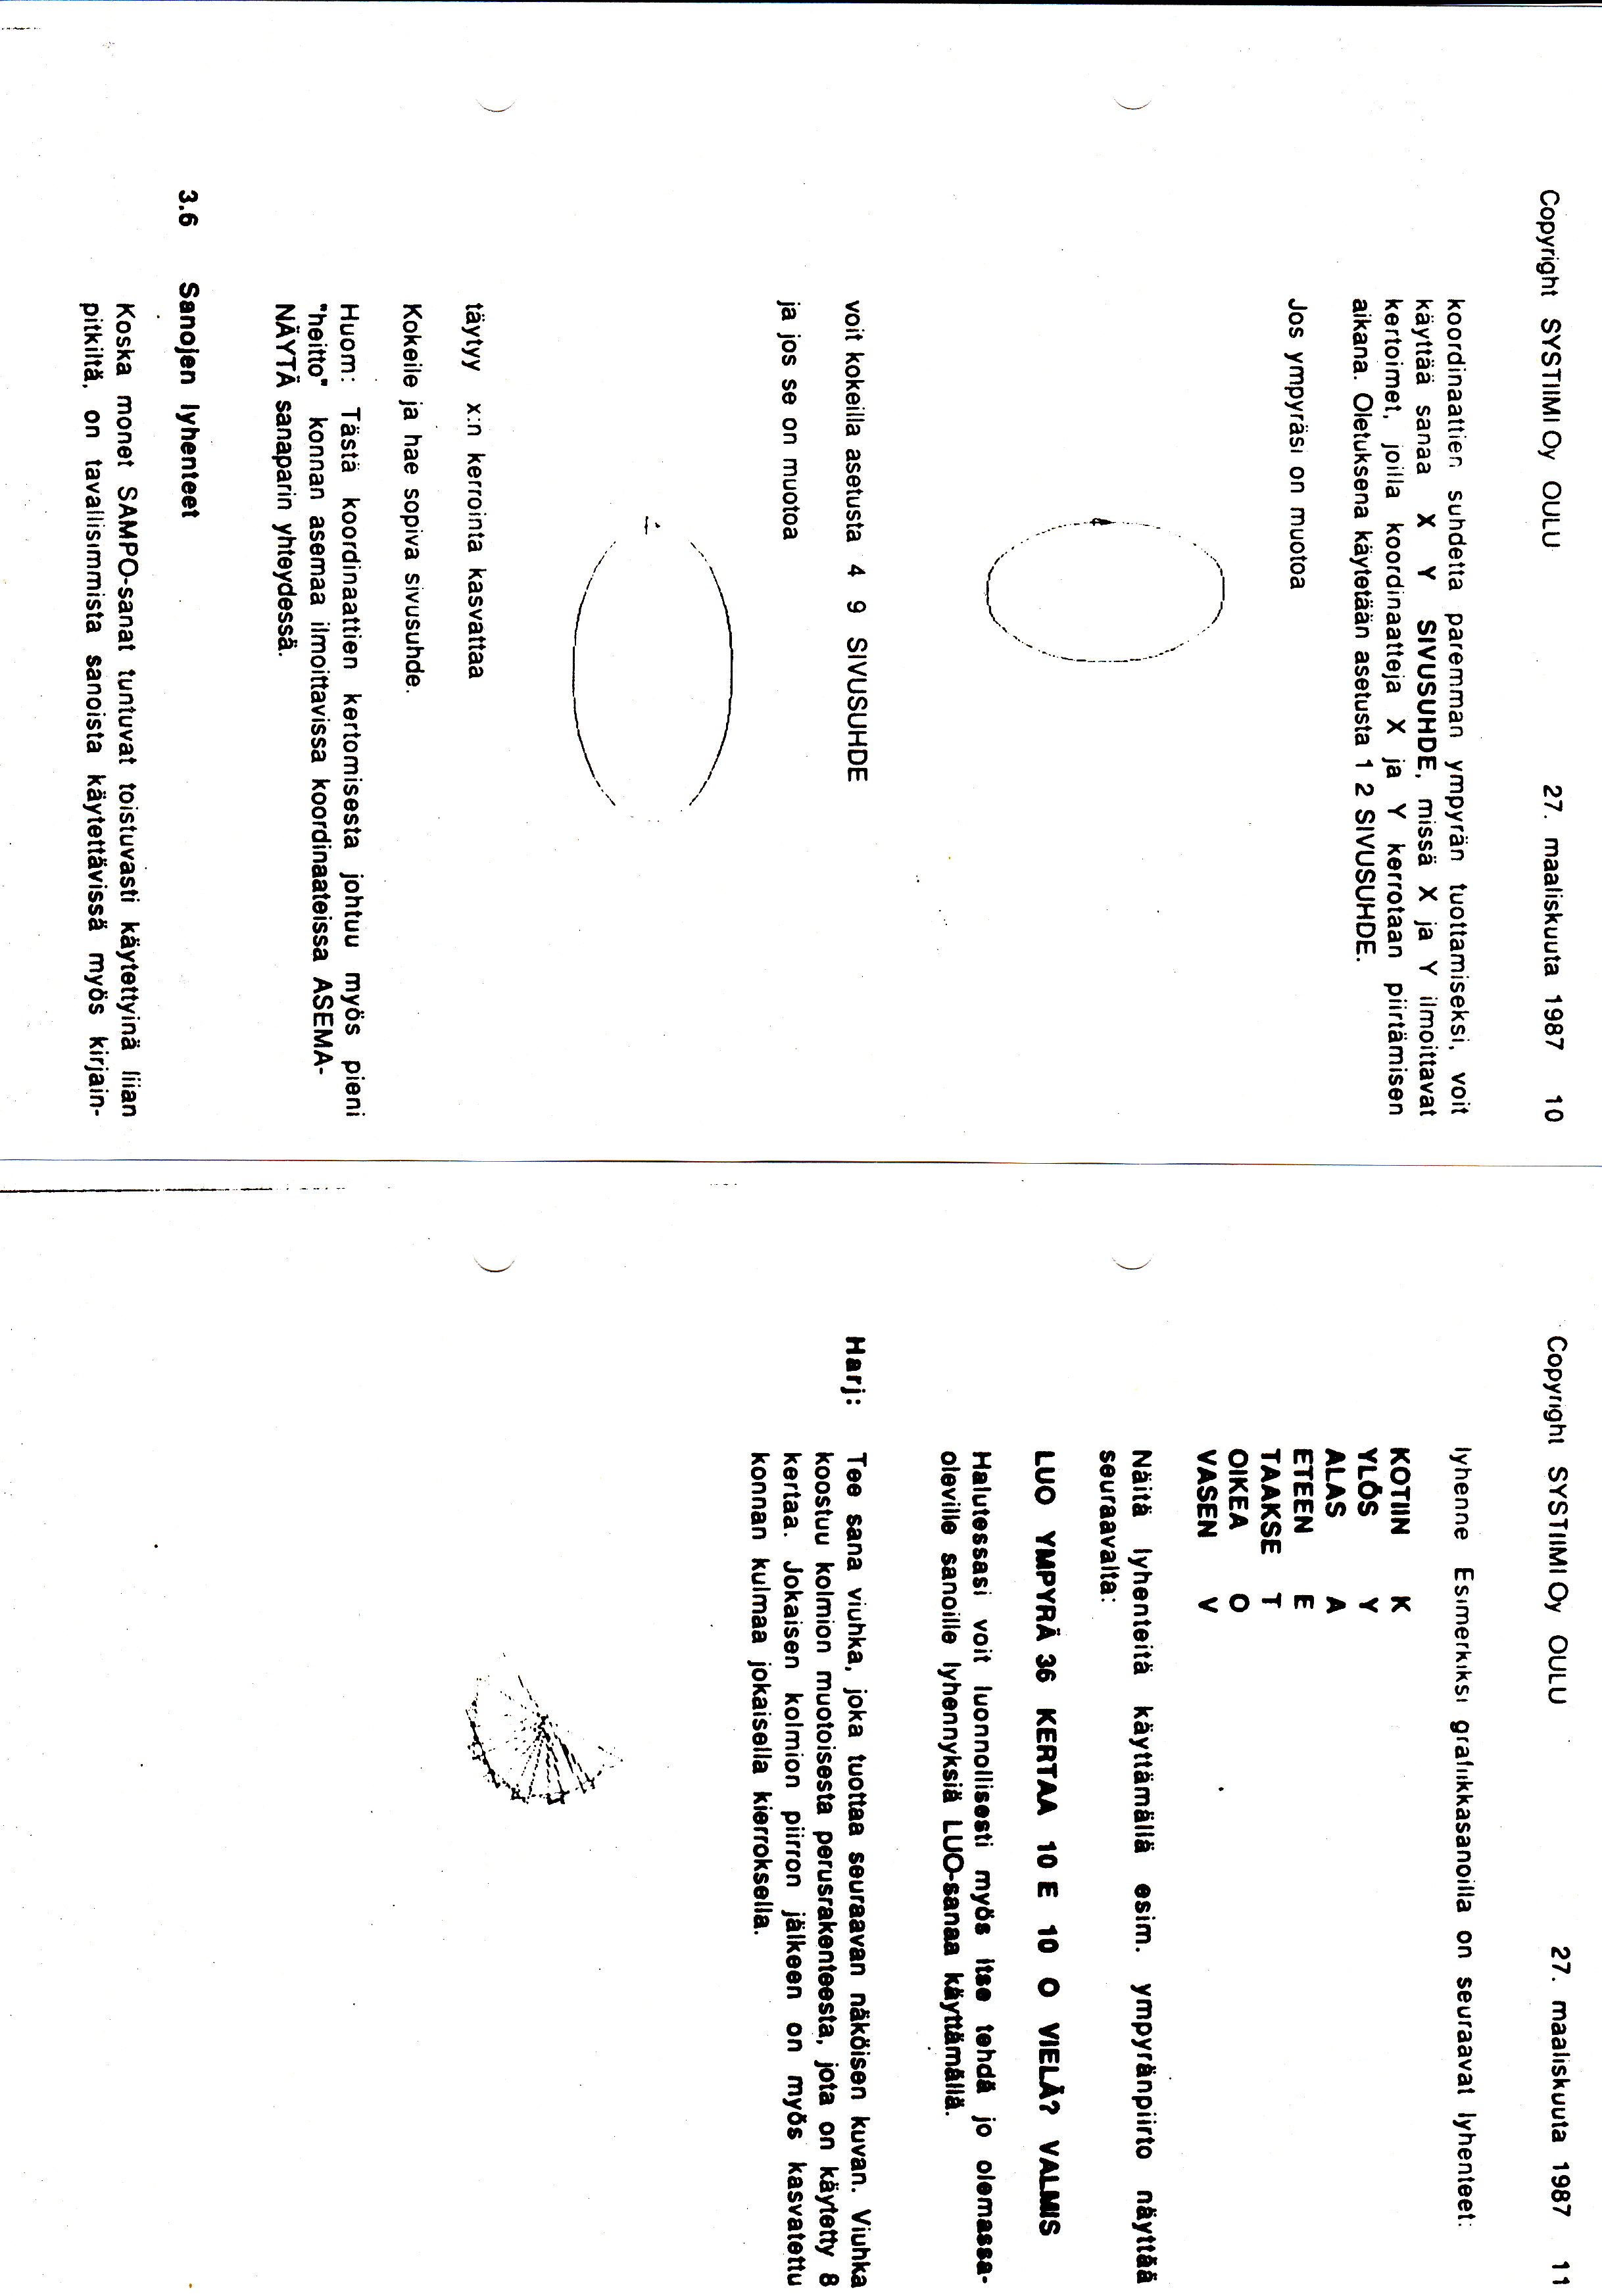 Copyright SYSTIIMI Oy OULU 27. maaliskuuta 1987 10
koordinaattien suhdetta paremman ympyrän tuottamiseksi, voit
käyttää sanaa X Y SIVUSUHDE, missä X ja Y ilmoittavat
kertoimet, joilla koordinaatteja X ja Y kerrotaan piirtämisen
aikana. Oletuksena käytetään asetusta 1 2 SIVUSUHDE.
Jos ympyräsi on muotoa
voit kokeilla asetusta 4 9 SIVUSUHDE
ja jos se on muotoa
täytyy x:n kerrointa kasvattaa
Kokeile ja hae sopiva sivusuhde.
Huom: Tästä koordinaattien kertomisesta johtuu myös pieni
"heitto" konnan asemaa ilmoittavissa koordinaateissa ASEMA-
NÄYTÄ sanaparin yhteydessä.
3.6 Sanojen lyhenteet
Koska monet SAMPO-sanat tuntuvat toistuvasti käytettyinä liian
pitkiltä, on tavallisimmista sanoista käytettävissä myös kirjain-
Copyright SYSTIIMI Oy OULU 27. maaliskuuta 1987 11
lyhenne Esimerkiksi grafiikkasanoilla on seuraavat lyhenteet:
KOTIIN K
YLÖS Y
ALAS A
ETEEN E
TAAKSE T
OIKEA O
VASEN V
Näitä lyhenteitä käyttämällä esim. ympyränpiirto näyttää
seuraavalta:
LUO YMPYRÄ 36 KERTAA 10 E 10 O VIELÄ? VALMIS
Halutessasi voit luonnollisesti myös itse tehdä jo olemassa-
oleville sanoille lyhennyksiä LUO-sanaa käyttämällä.
Harj: Tee sana viuhka, joka tuottaa seuraavan näköisen kuvan. Viuhka
koostuu kolmion muotoisesta perusrakenteesta, jota on käytetty 8
kertaa. Jokaisen kolmion piirron jälkeen on myös kasvatettu
konnan kulmaa jokaisella kierroksella.